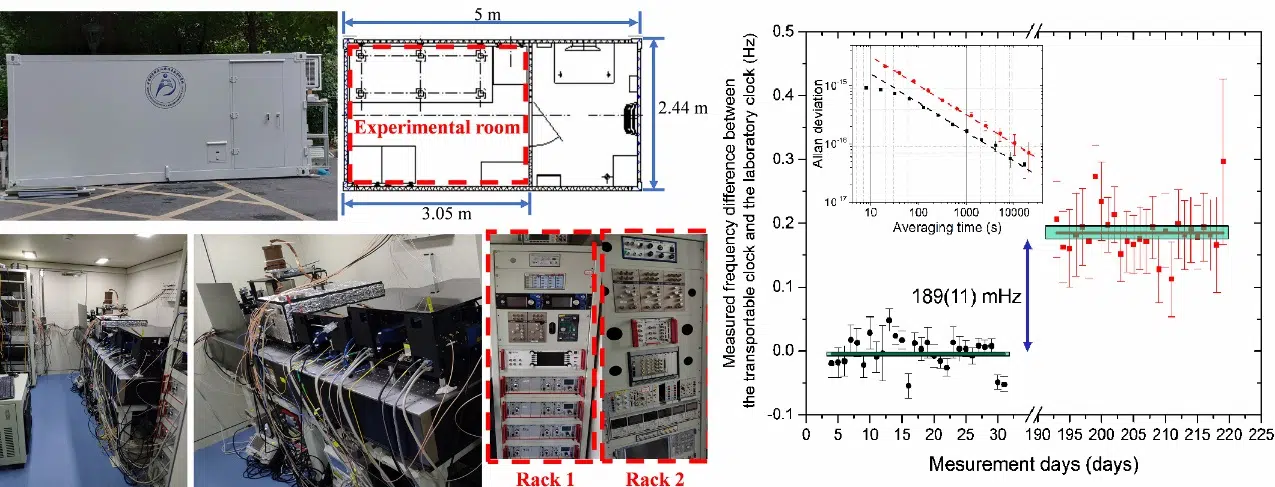 5 m
2.44 m
Experimental room
3.05 m
Rack 1
Rack 2
Measured frequency difference between
the transportable clock and the laboratory clock (Hz)
0.5
0.4
0.3
0.2
0.1
0.0
-0.1
Allan deviation
10^-15
10^-16
10^-17
10
100
1000
10000
Averaging time (s)
189(11) mHz
0 5 10 15 20 25 30 190 195 200 205 210 215 220 225
Mesurement days (days)